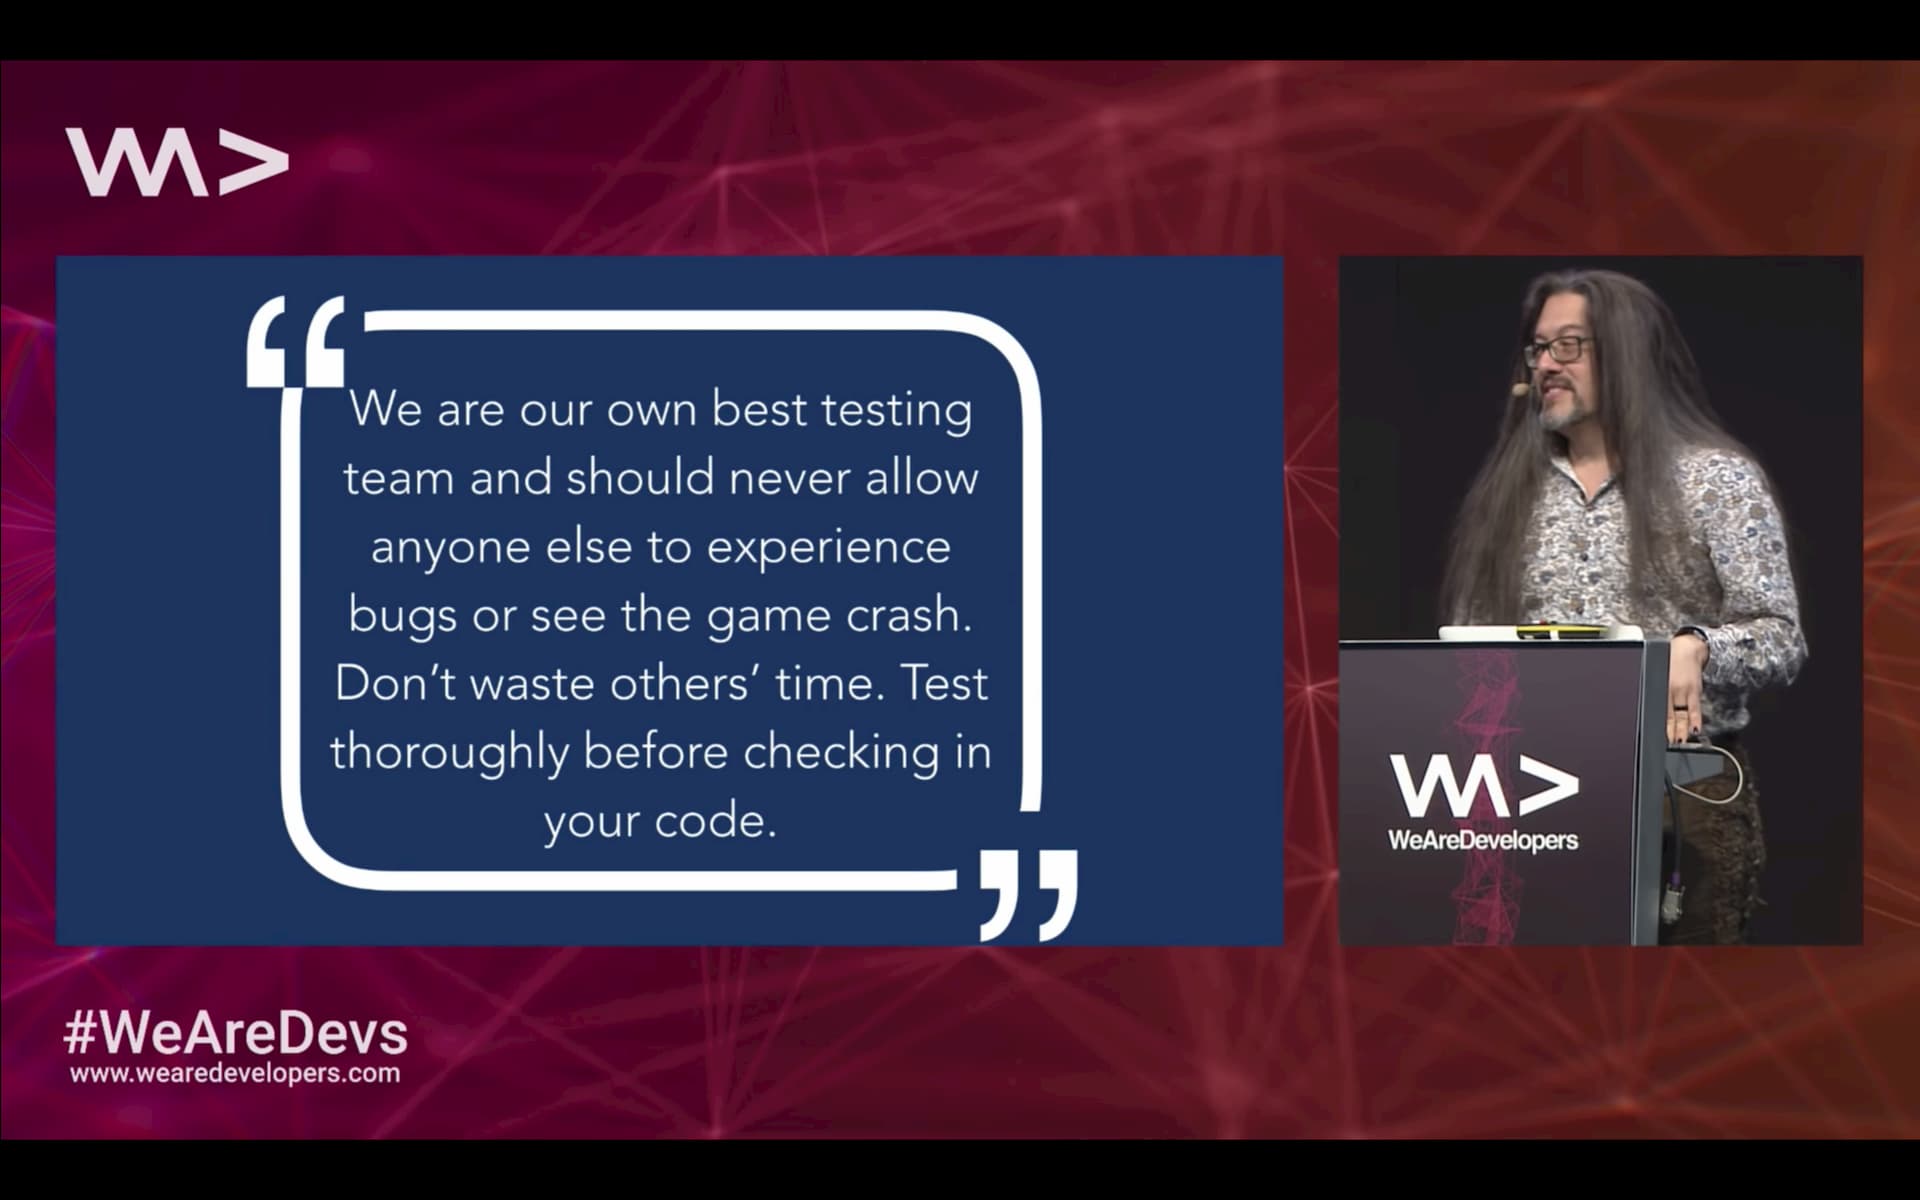 WA>
“We are our own best testing
team and should never allow
anyone else to experience
bugs or see the game crash.
Don’t waste others’ time. Test
thoroughly before checking in
your code.”
WA>
WeAreDevelopers
#WeAreDevs
www.wearedevelopers.com